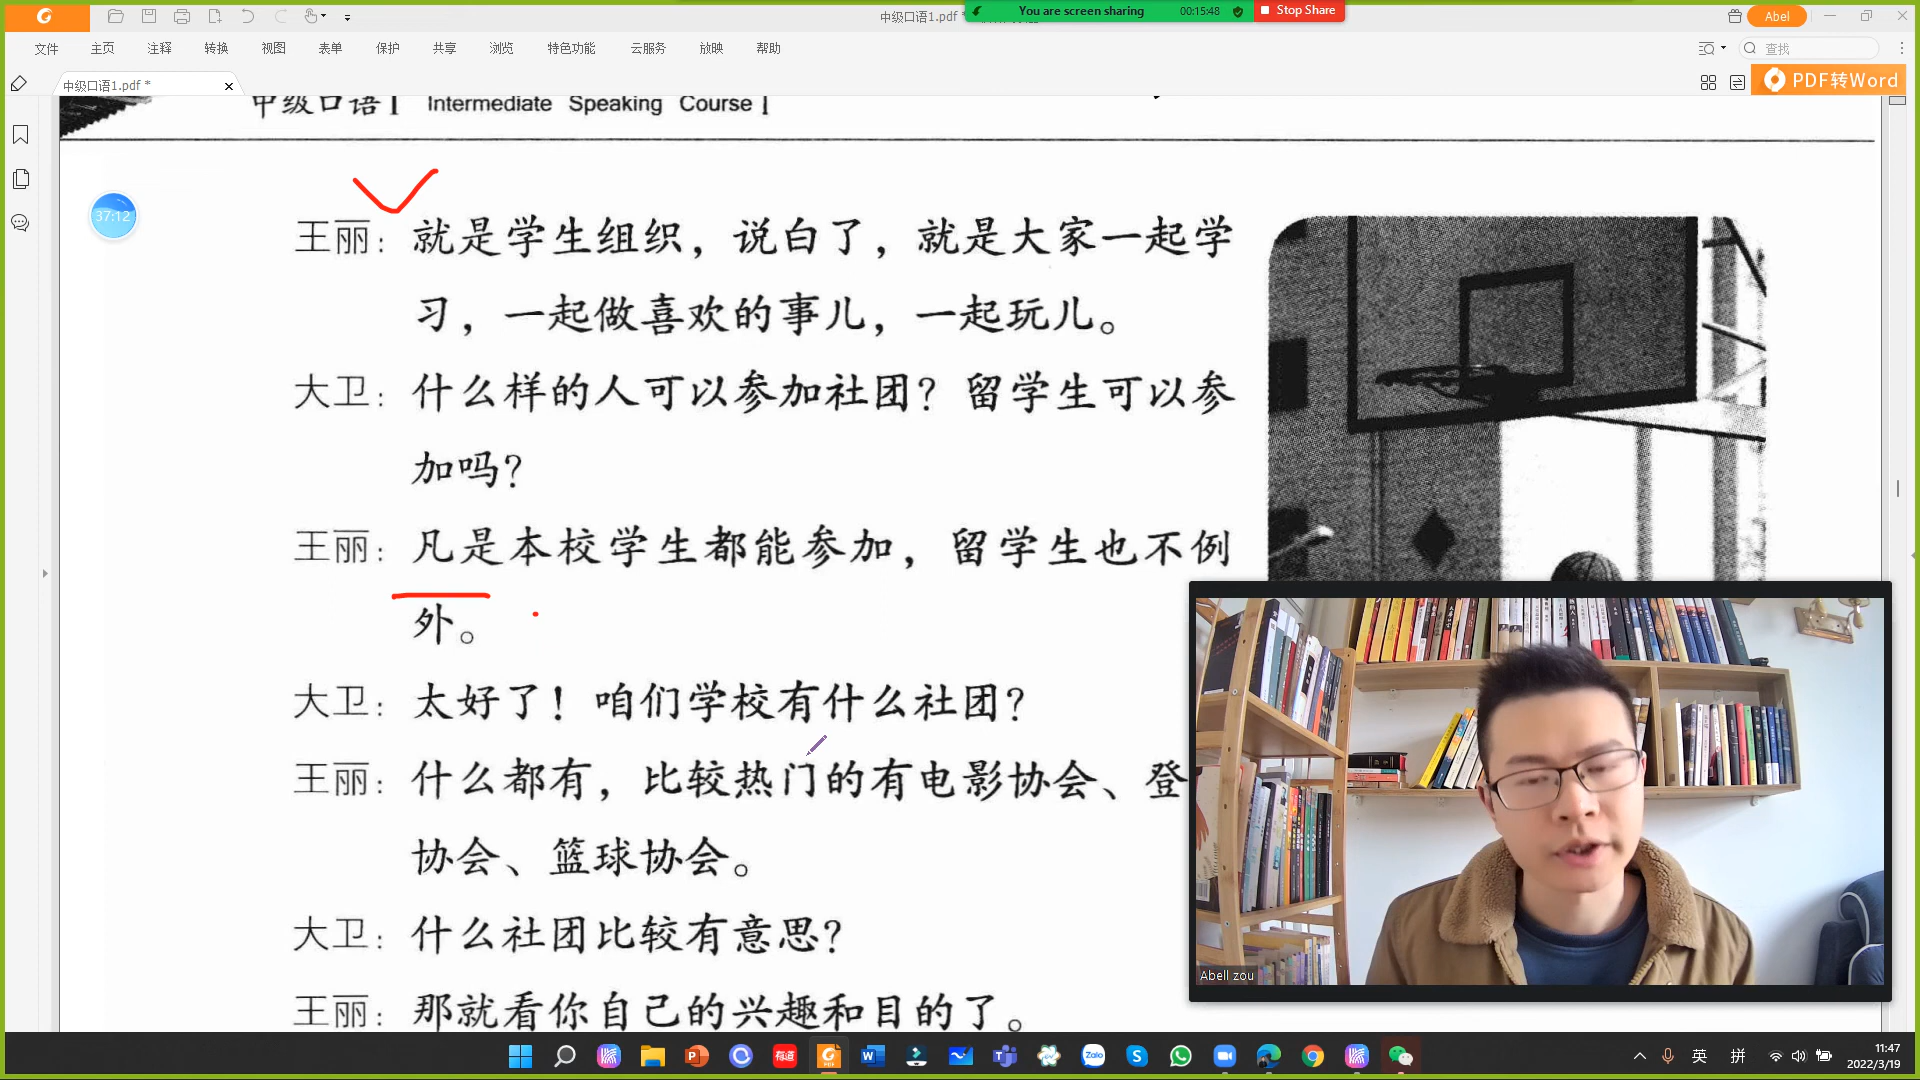 中级口语1.pdf *
You are screen sharing
00:15:48
Stop Share
Abel
文件 主页 注释 转换 视图 表单 保护 共享 浏览 特色功能 云服务 放映 帮助
查找
中级口语1.pdf *
PDF转Word
中级口语 I Intermediate Speaking Course I
37:12
王丽：就是学生组织，说白了，就是大家一起学
习，一起做喜欢的事儿，一起玩儿。
大卫：什么样的人可以参加社团？留学生可以参
加吗？
王丽：凡是本校学生都能参加，留学生也不例
外。
大卫：太好了！咱们学校有什么社团？
王丽：什么都有，比较热门的有电影协会、登
协会、篮球协会。
大卫：什么社团比较有意思？
王丽：那就看你自己的兴趣和目的了。
Abell zou
有道
Zalo
英 拼
11:47
2022/3/19